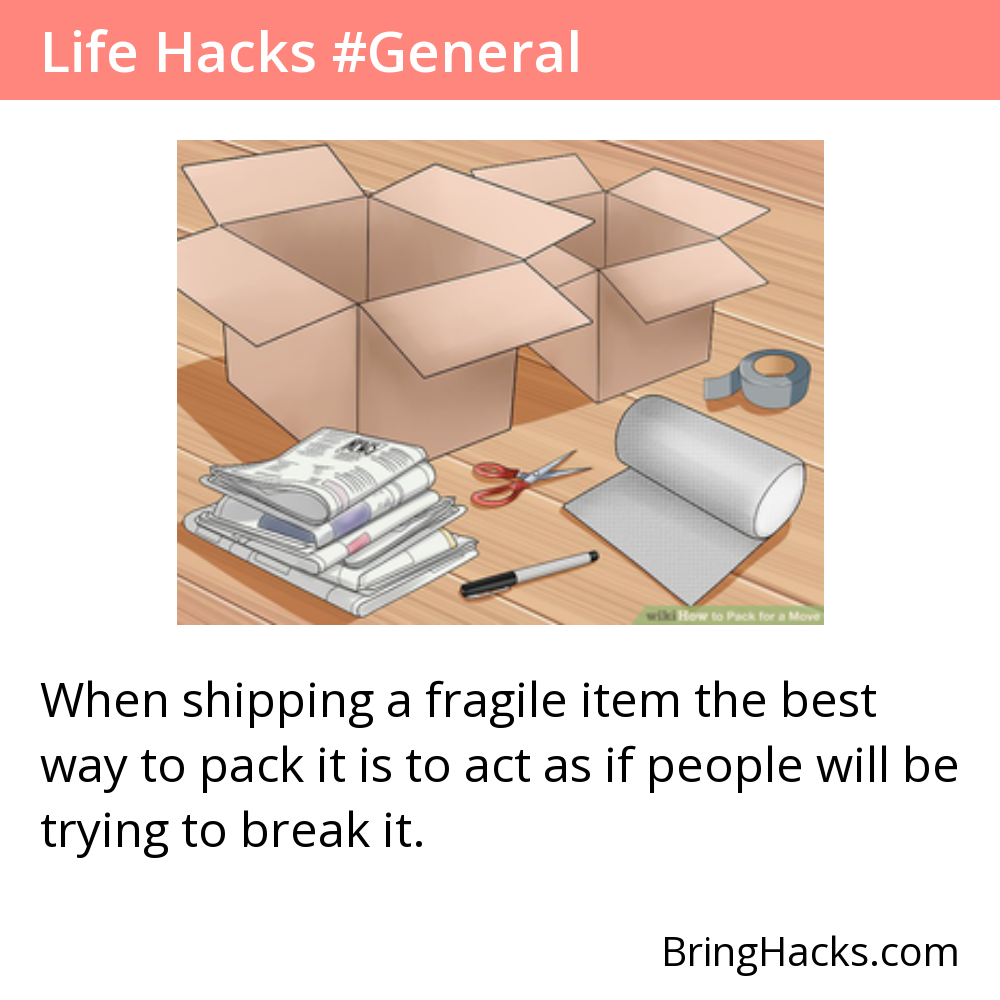 Life Hacks #General
NEWS
wikiHow to Pack for a Move
When shipping a fragile item the best
way to pack it is to act as if people will be
trying to break it.
BringHacks.com